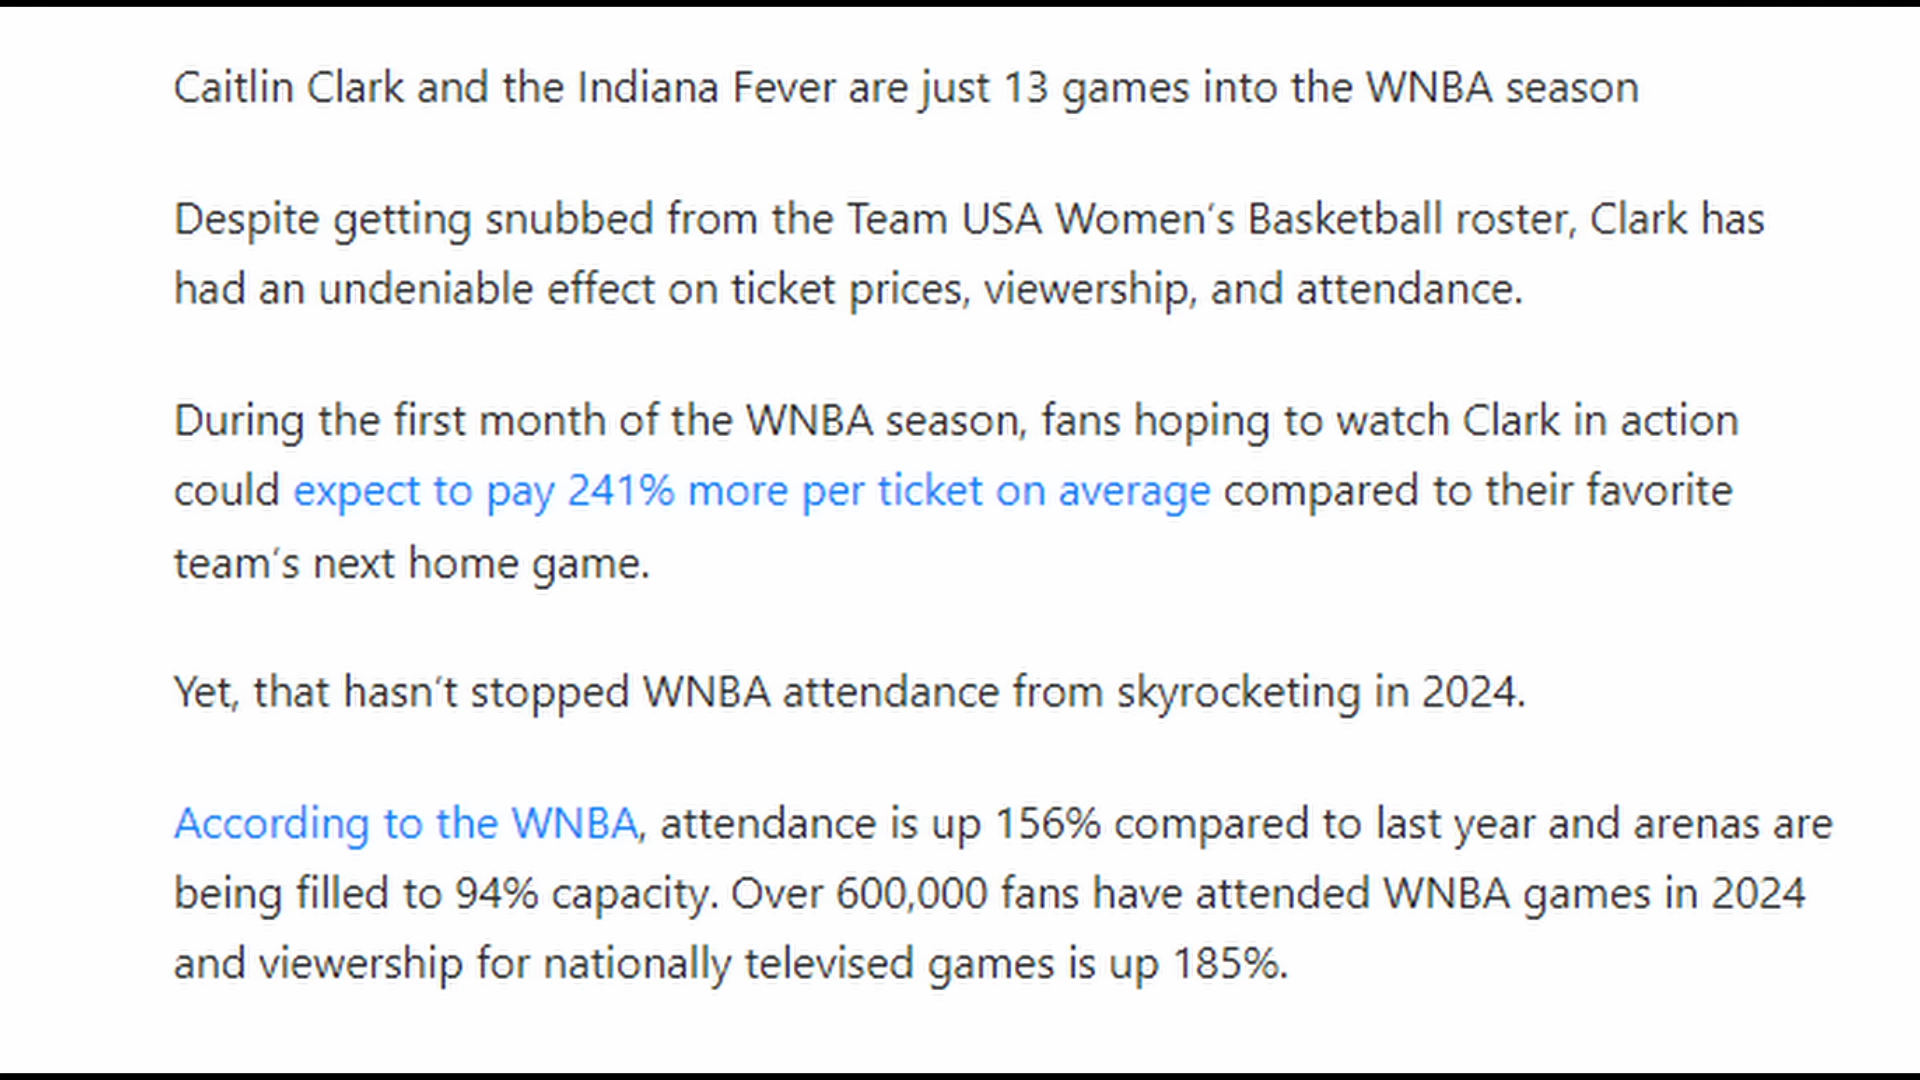 Caitlin Clark and the Indiana Fever are just 13 games into the WNBA season
Despite getting snubbed from the Team USA Women's Basketball roster, Clark has
had an undeniable effect on ticket prices, viewership, and attendance.
During the first month of the WNBA season, fans hoping to watch Clark in action
could expect to pay 241% more per ticket on average compared to their favorite
team's next home game.
Yet, that hasn't stopped WNBA attendance from skyrocketing in 2024.
According to the WNBA, attendance is up 156% compared to last year and arenas are
being filled to 94% capacity. Over 600,000 fans have attended WNBA games in 2024
and viewership for nationally televised games is up 185%.